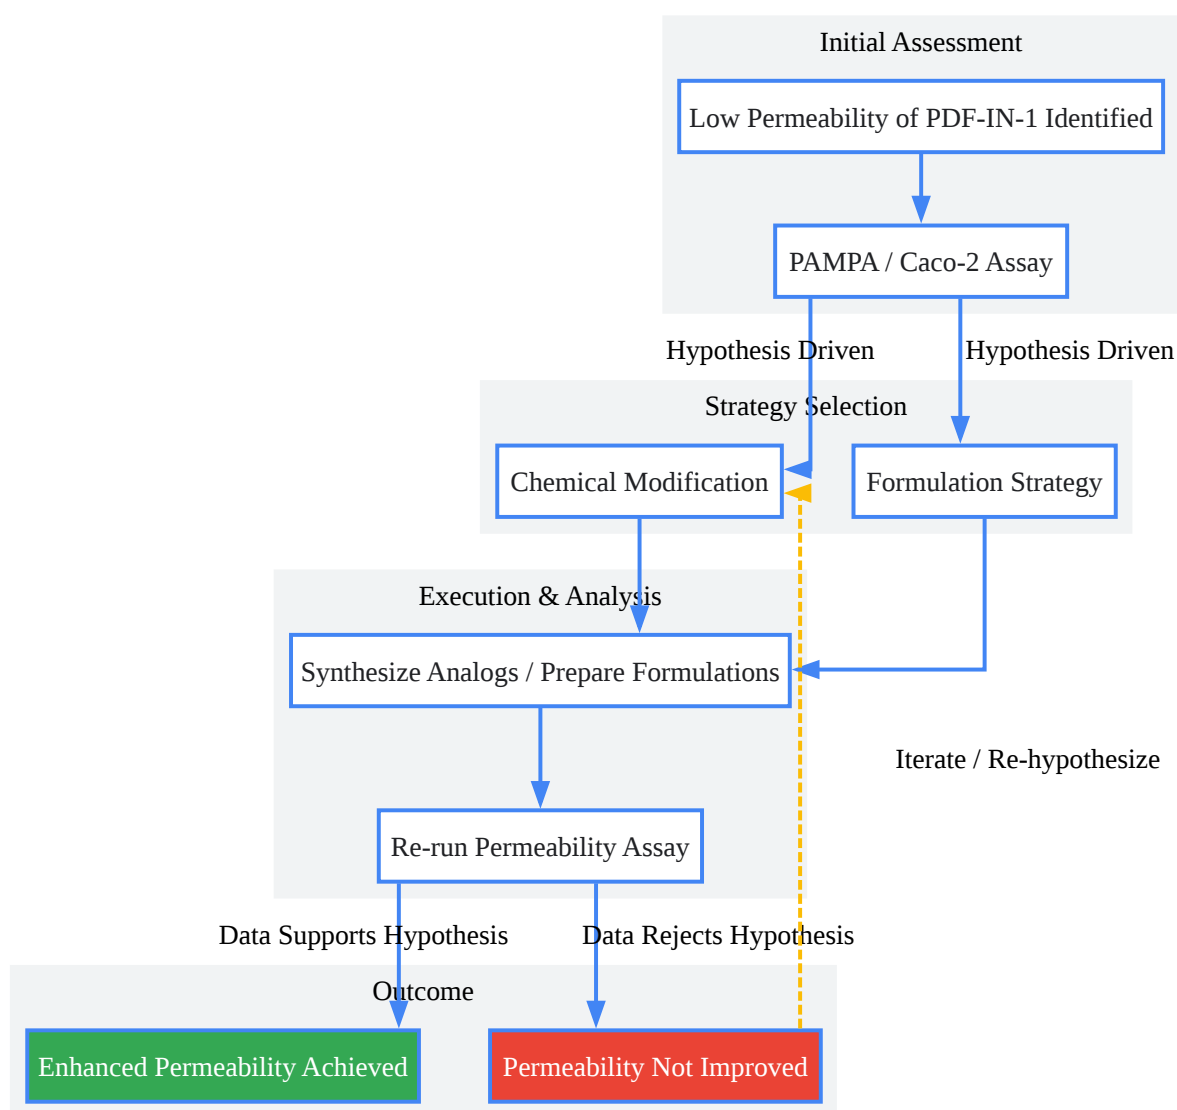 Initial Assessment
Low Permeability of PDF-IN-1 Identified
PAMPA / Caco-2 Assay
Hypothesis Driven
Hypothesis Driven
Strategy Selection
Chemical Modification
Formulation Strategy
Execution & Analysis
Synthesize Analogs / Prepare Formulations
Iterate / Re-hypothesize
Re-run Permeability Assay
Data Supports Hypothesis
Data Rejects Hypothesis
Outcome
Enhanced Permeability Achieved
Permeability Not Improved